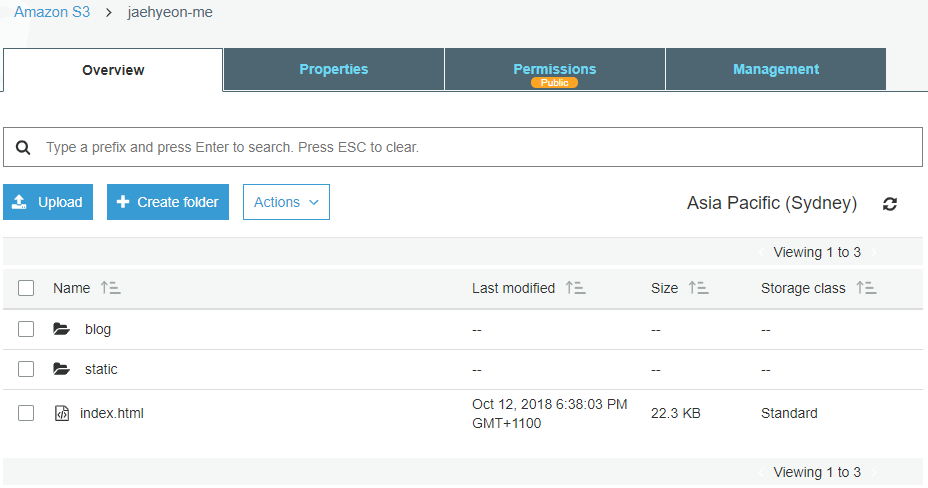 Amazon S3 > jaehyeon-me
Overview Properties Permissions Management
Public
Type a prefix and press Enter to search. Press ESC to clear.
Upload Create folder Actions Asia Pacific (Sydney)
Viewing 1 to 3
Name Last modified Size Storage class
blog -- -- --
static -- -- --
index.html Oct 12, 2018 6:38:03 PM 22.3 KB Standard
GMT+1100
Viewing 1 to 3